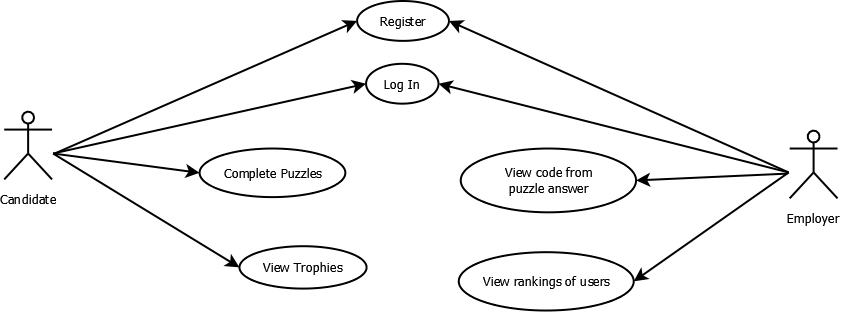 Register
Log In
Candidate
Complete Puzzles
View code from
puzzle answer
Employer
View Trophies
View rankings of users